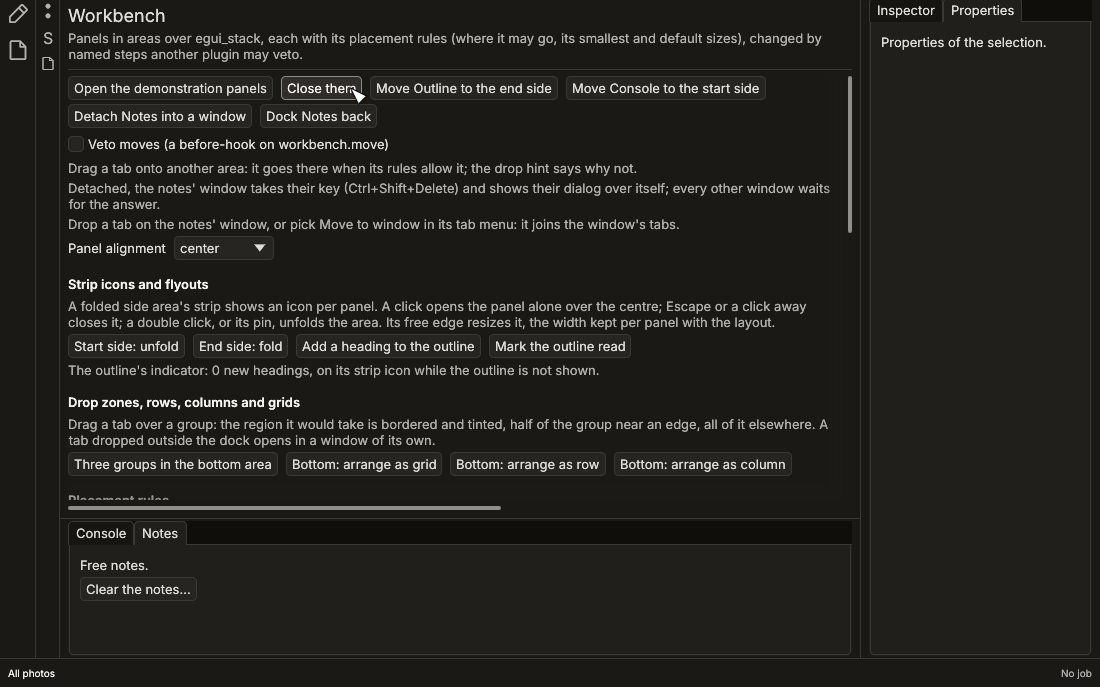 Workbench
Panels in areas over egui_stack, each with its placement rules (where it may go, its smallest and default sizes), changed by
named steps another plugin may veto.
Open the demonstration panels
Close them
Move Outline to the end side
Move Console to the start side
Detach Notes into a window
Dock Notes back
Veto moves (a before-hook on workbench.move)
Drag a tab onto another area: it goes there when its rules allow it; the drop hint says why not.
Detached, the notes' window takes their key (Ctrl+Shift+Delete) and shows their dialog over itself; every other window waits
for the answer.
Drop a tab on the notes' window, or pick Move to window in its tab menu: it joins the window's tabs.
Panel alignment
center
Strip icons and flyouts
A folded side area's strip shows an icon per panel. A click opens the panel alone over the centre; Escape or a click away
closes it; a double click, or its pin, unfolds the area. Its free edge resizes it, the width kept per panel with the layout.
Start side: unfold
End side: fold
Add a heading to the outline
Mark the outline read
The outline's indicator: 0 new headings, on its strip icon while the outline is not shown.
Drop zones, rows, columns and grids
Drag a tab over a group: the region it would take is bordered and tinted, half of the group near an edge, all of it elsewhere. A
tab dropped outside the dock opens in a window of its own.
Three groups in the bottom area
Bottom: arrange as grid
Bottom: arrange as row
Bottom: arrange as column
Placement rules
Console
Notes
Free notes.
Clear the notes...
Inspector
Properties
Properties of the selection.
S
All photos
No job